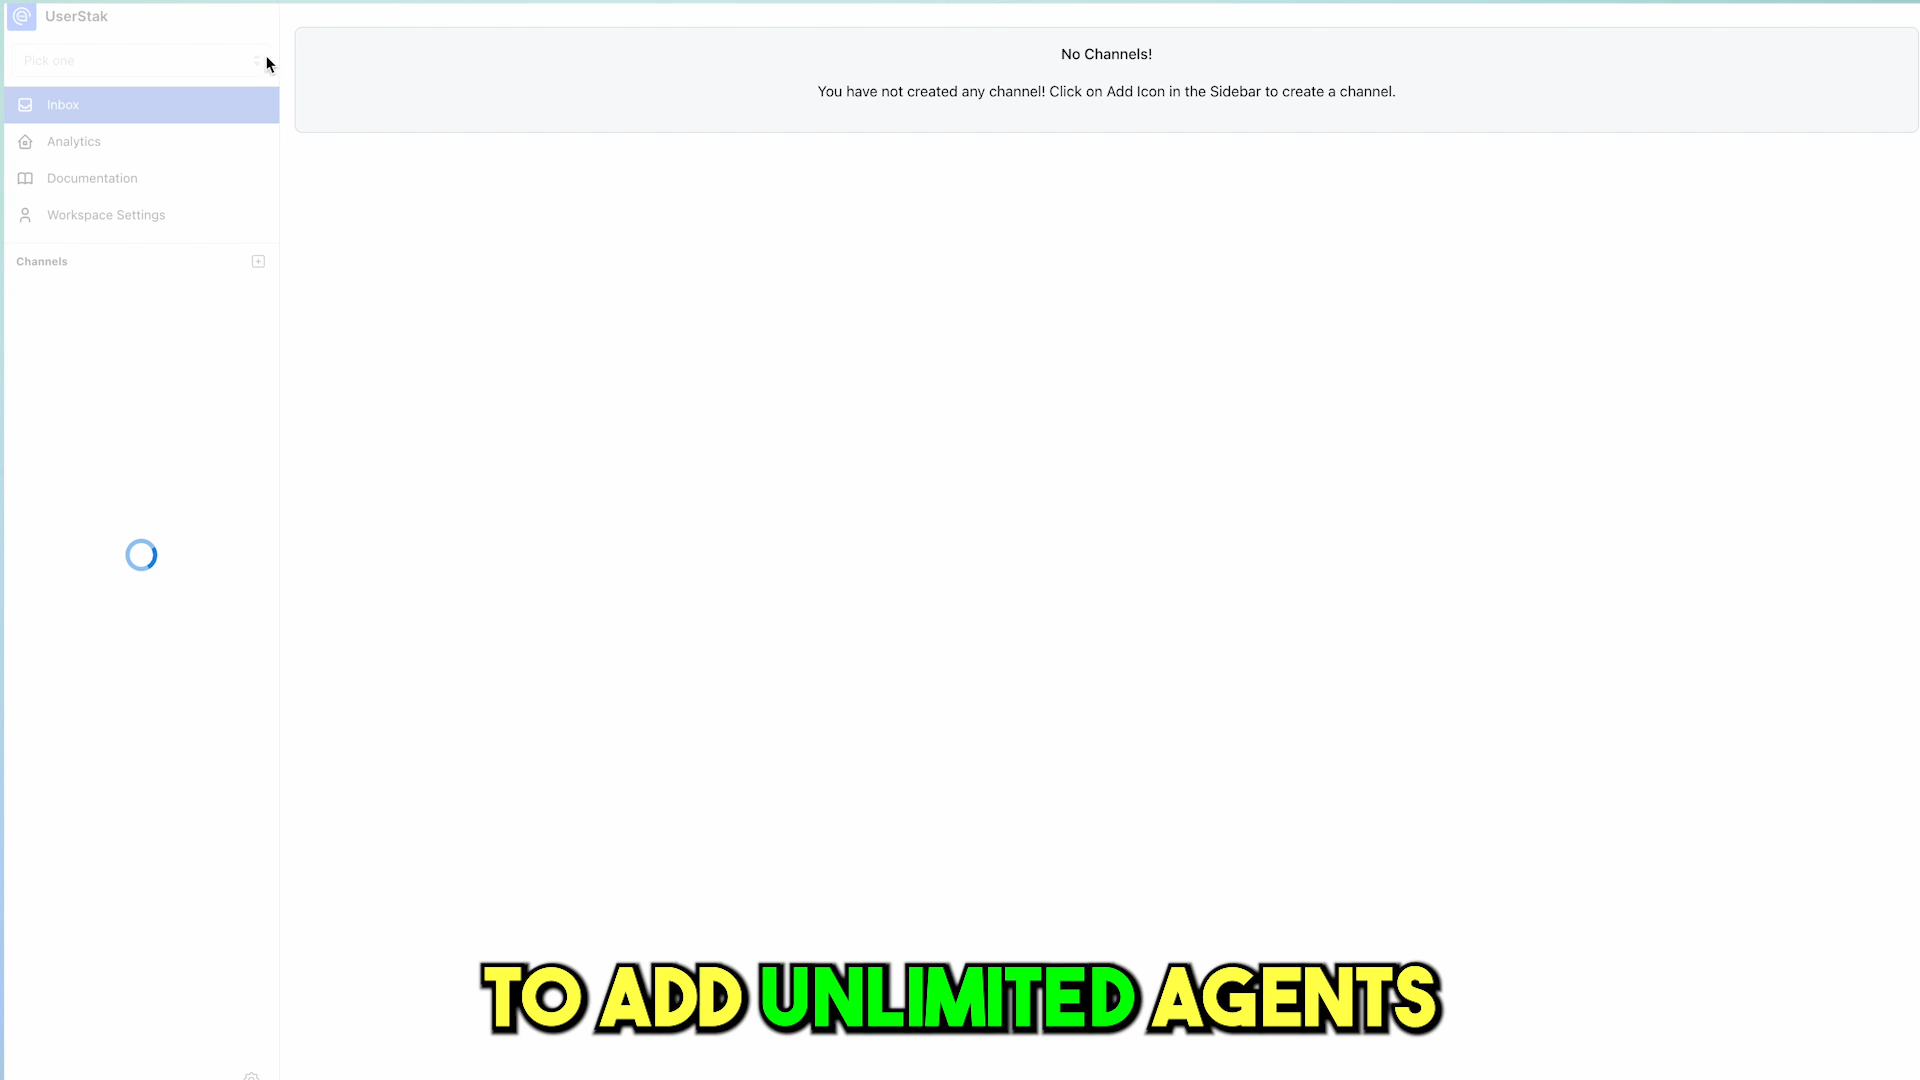 UserStak
Pick one
Inbox
Analytics
Documentation
Workspace Settings
Channels
No Channels!
You have not created any channel! Click on Add Icon in the Sidebar to create a channel.
TO ADD UNLIMITED AGENTS